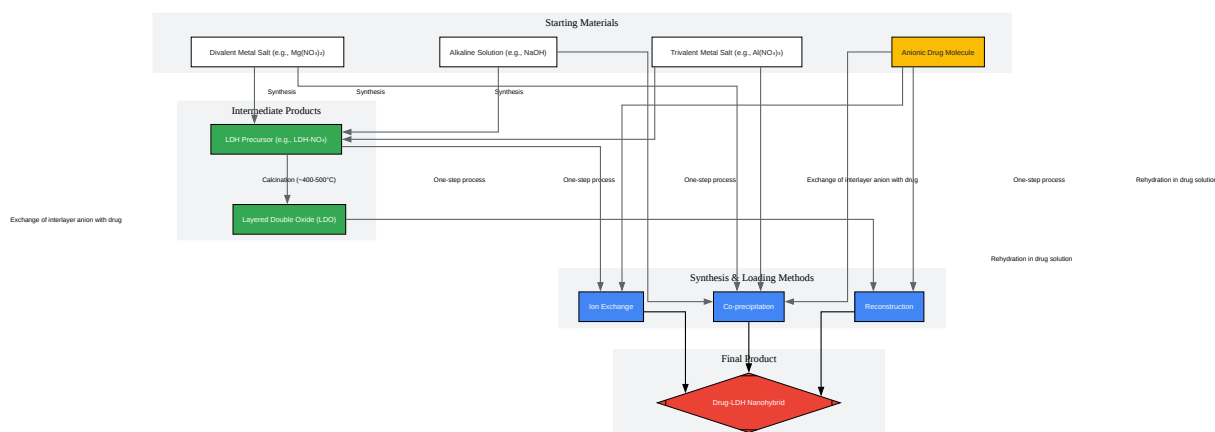 Starting Materials
Divalent Metal Salt (e.g., Mg(NO₃)₂)
Alkaline Solution (e.g., NaOH)
Trivalent Metal Salt (e.g., Al(NO₃)₃)
Anionic Drug Molecule
Synthesis
Synthesis
Synthesis
Intermediate Products
LDH Precursor (e.g., LDH-NO₃)
Calcination (~400-500°C)
One-step process
One-step process
One-step process
Exchange of interlayer anion with drug
One-step process
Rehydration in drug solution
Exchange of interlayer anion with drug
Layered Double Oxide (LDO)
Rehydration in drug solution
Synthesis & Loading Methods
Ion Exchange
Co-precipitation
Reconstruction
Final Product
Drug-LDH Nanohybrid